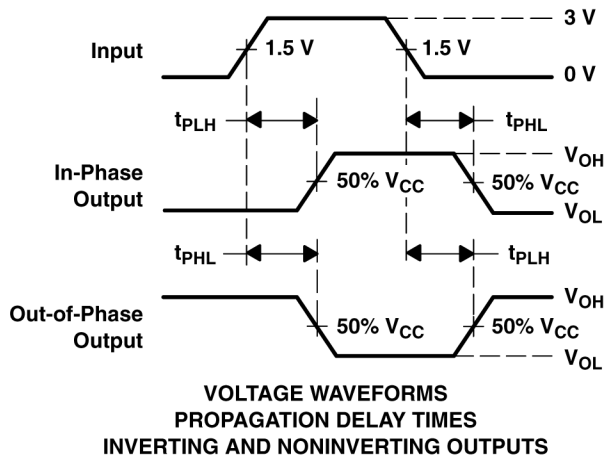 3 V
Input
1.5 V
1.5 V
0 V
tPLH
tPHL
VOH
In-Phase
Output
50% VCC
50% VCC
VOL
tPHL
tPLH
VOH
Out-of-Phase
Output
50% VCC
50% VCC
VOL
VOLTAGE WAVEFORMS
PROPAGATION DELAY TIMES
INVERTING AND NONINVERTING OUTPUTS